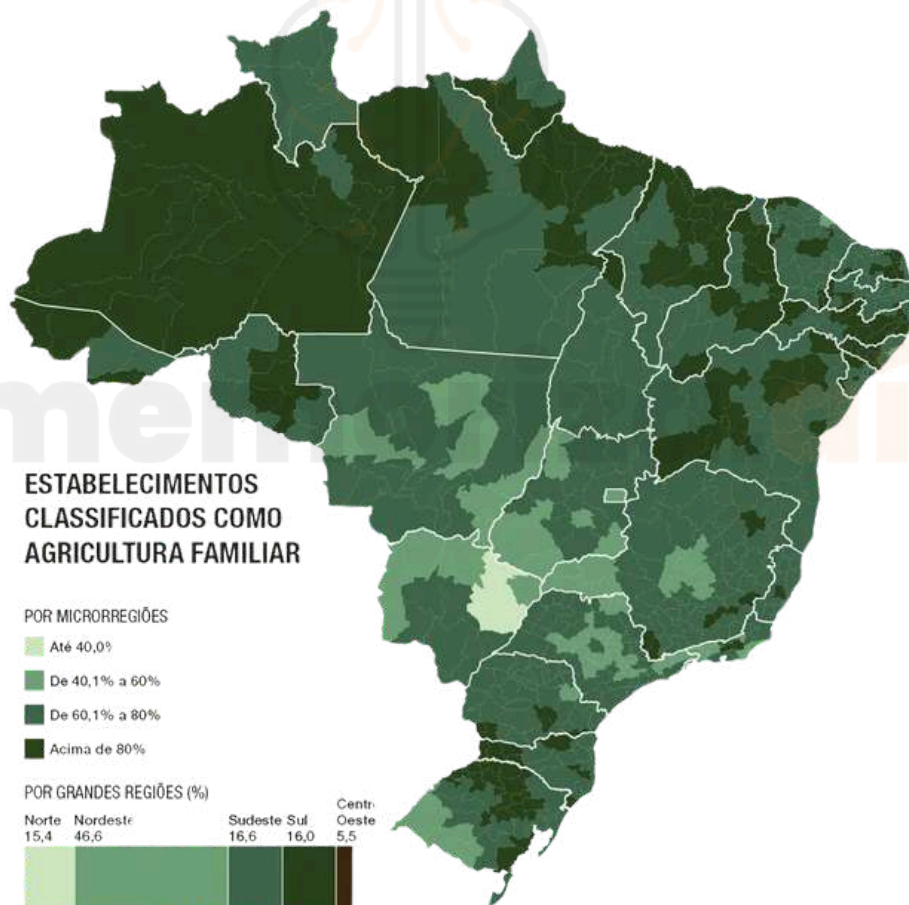 ESTABELECIMENTOS
CLASSIFICADOS COMO
AGRICULTURA FAMILIAR
POR MICRORREGIÕES
Até 40,0%
De 40,1% a 60%
De 60,1% a 80%
Acima de 80%
POR GRANDES REGIÕES (%)
Norte Nordeste Sudeste Sul Centro Oeste
15,4 46,6 16,6 16,0 5,5